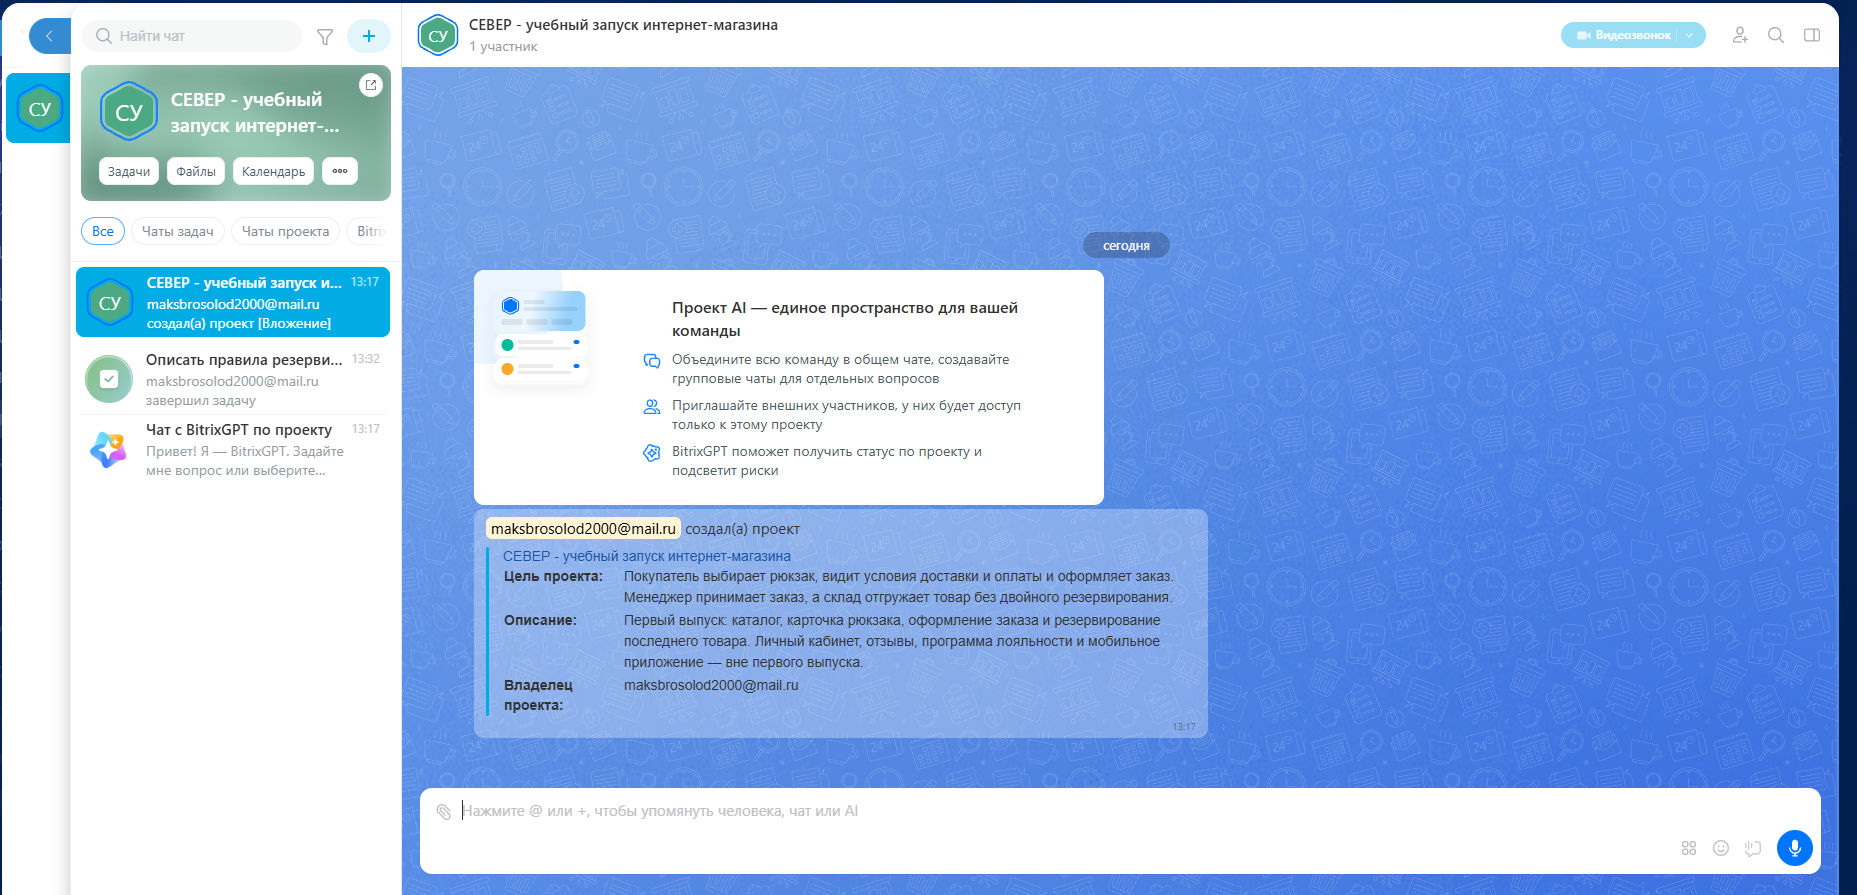 СУ
Найти чат
СУ
СЕВЕР - учебный
запуск интернет-...
Задачи
Файлы
Календарь
Все
Чаты задач
Чаты проекта
Bitrix
СУ
СЕВЕР - учебный запуск и...
13:17
maksbrosolod2000@mail.ru
создал(а) проект [Вложение]
Описать правила резерви...
13:32
maksbrosolod2000@mail.ru
завершил задачу
Чат с BitrixGPT по проекту
13:17
Привет! Я — BitrixGPT. Задайте
мне вопрос или выберите...
СУ
СЕВЕР - учебный запуск интернет-магазина
1 участник
Видеозвонок
сегодня
Проект AI — единое пространство для вашей
команды
Объедините всю команду в общем чате, создавайте
групповые чаты для отдельных вопросов
Приглашайте внешних участников, у них будет доступ
только к этому проекту
BitrixGPT поможет получить статус по проекту и
подсветит риски
maksbrosolod2000@mail.ru создал(а) проект
СЕВЕР - учебный запуск интернет-магазина
Цель проекта: Покупатель выбирает рюкзак, видит условия доставки и оплаты и оформляет заказ.
Менеджер принимает заказ, а склад отгружает товар без двойного резервирования.
Описание: Первый выпуск: каталог, карточка рюкзака, оформление заказа и резервирование
последнего товара. Личный кабинет, отзывы, программа лояльности и мобильное
приложение — вне первого выпуска.
Владелец maksbrosolod2000@mail.ru
проекта:
13:17
Нажмите @ или +, чтобы упомянуть человека, чат или AI